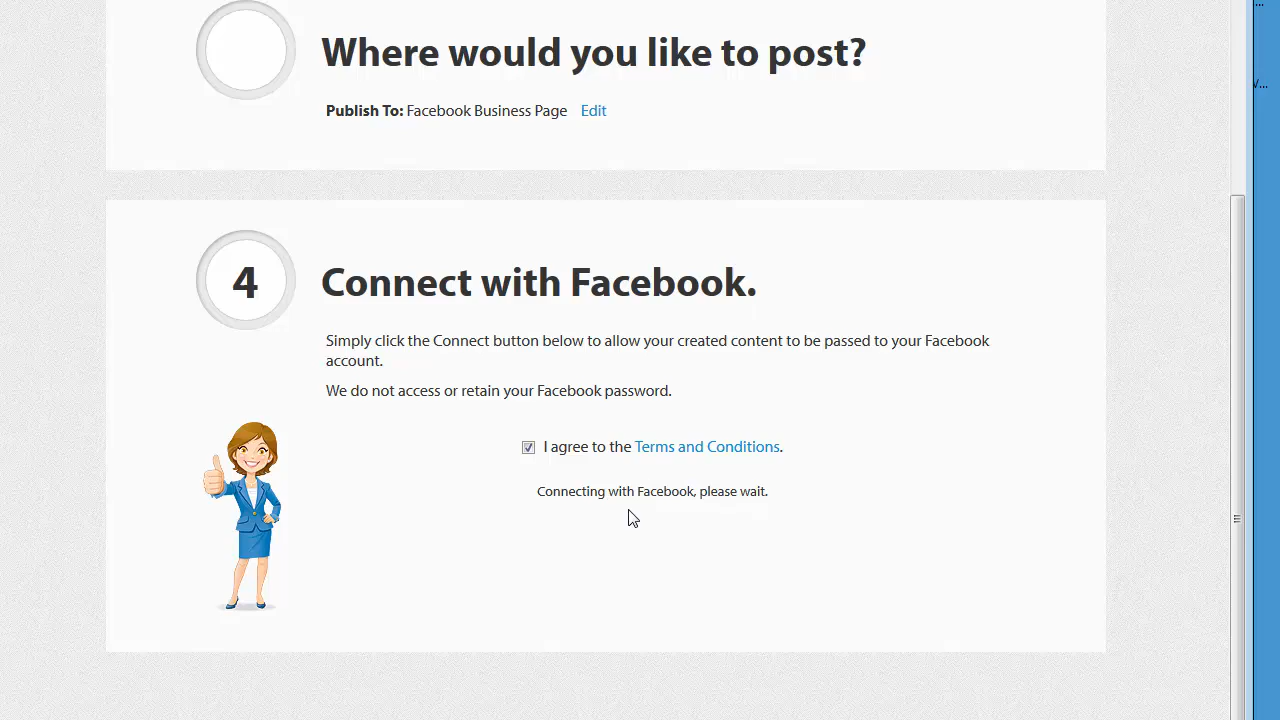 Where would you like to post?
Publish To: Facebook Business Page Edit
4
Connect with Facebook.
Simply click the Connect button below to allow your created content to be passed to your Facebook
account.
We do not access or retain your Facebook password.
I agree to the Terms and Conditions.
Connecting with Facebook, please wait.